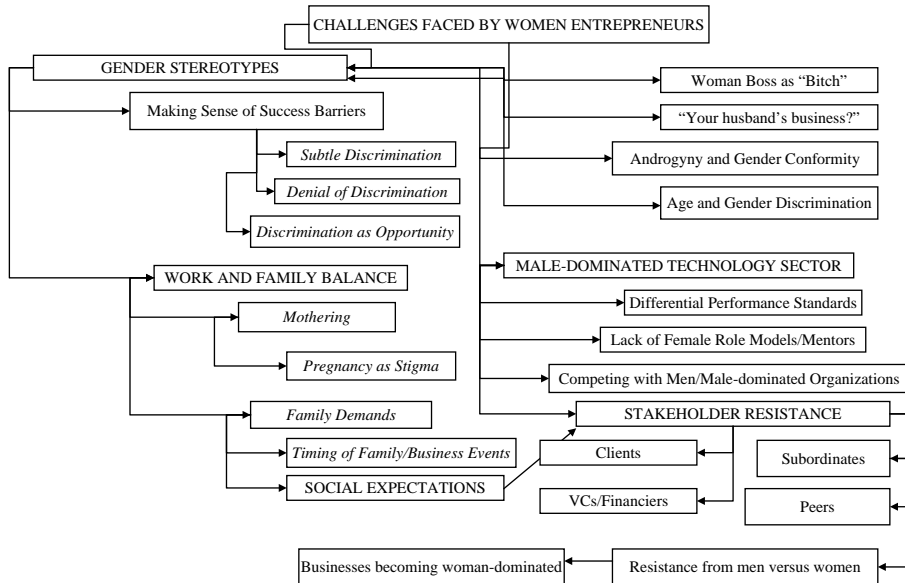 CHALLENGES FACED BY WOMEN ENTREPRENEURS
GENDER STEREOTYPES
Woman Boss as “Bitch”
Making Sense of Success Barriers
“Your husband’s business?”
Subtle Discrimination
Androgyny and Gender Conformity
Denial of Discrimination
Age and Gender Discrimination
Discrimination as Opportunity
WORK AND FAMILY BALANCE
MALE-DOMINATED TECHNOLOGY SECTOR
Mothering
Differential Performance Standards
Lack of Female Role Models/Mentors
Pregnancy as Stigma
Competing with Men/Male-dominated Organizations
Family Demands
STAKEHOLDER RESISTANCE
Timing of Family/Business Events
Clients
Subordinates
SOCIAL EXPECTATIONS
VCs/Financiers
Peers
Businesses becoming woman-dominated
Resistance from men versus women